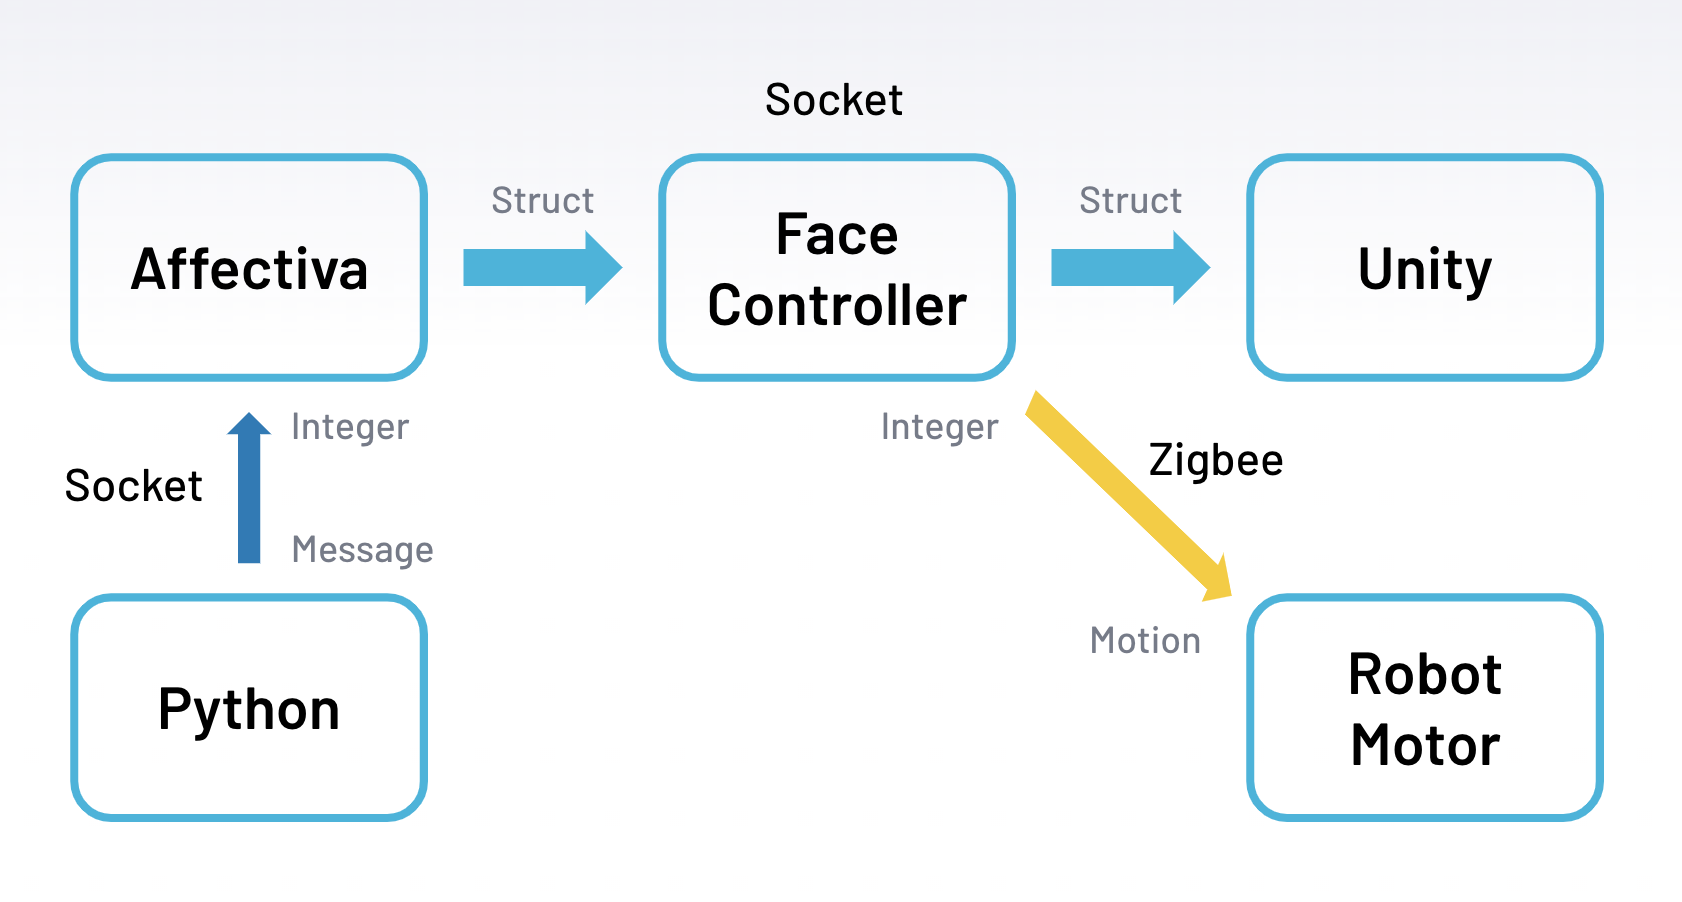 Socket
Struct
Struct
Affectiva
Face
Controller
Unity
Integer
Integer
Socket
Zigbee
Message
Motion
Python
Robot
Motor